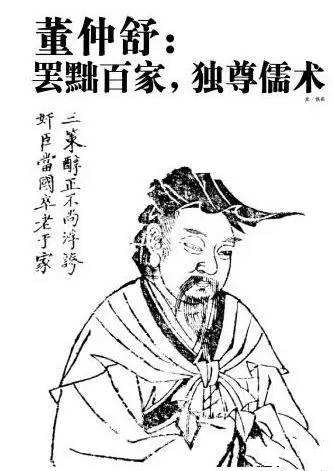 董仲舒：
罢黜百家，独尊儒术
三策醇正不尚浮誇
奸臣當國卒老于家